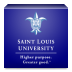 SAINT LOUIS
UNIVERSITY
Higher purpose.
Greater good.